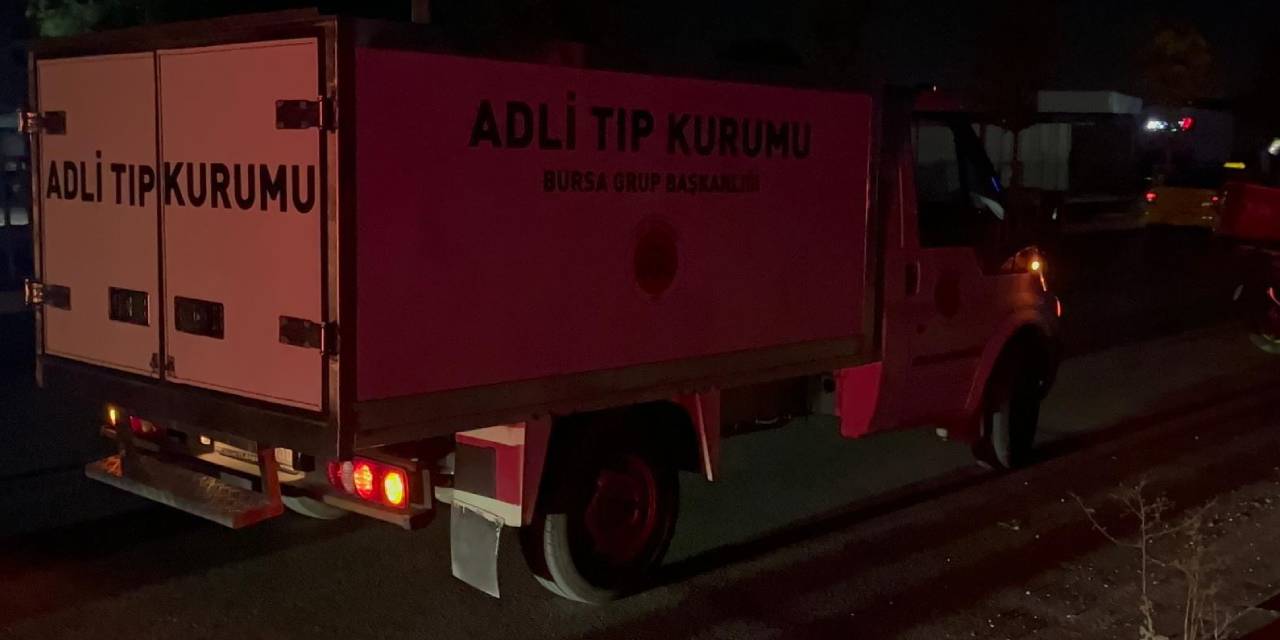 ADLİ TIP KURUMU
ADLİ TIP KURUMU
BURSA GRUP BAŞKANLIĞI